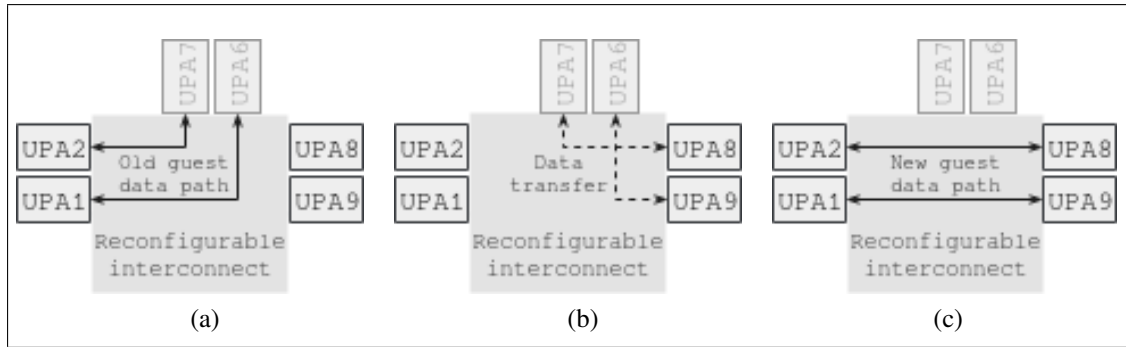 UPA7
UPA6
UPA2
UPA8
Old guest
data path
UPA1
UPA9
Reconfigurable
interconnect
(a)
UPA7
UPA6
UPA2
UPA8
Data
transfer
UPA1
UPA9
Reconfigurable
interconnect
(b)
UPA7
UPA6
UPA2
UPA8
New guest
data path
UPA1
UPA9
Reconfigurable
interconnect
(c)